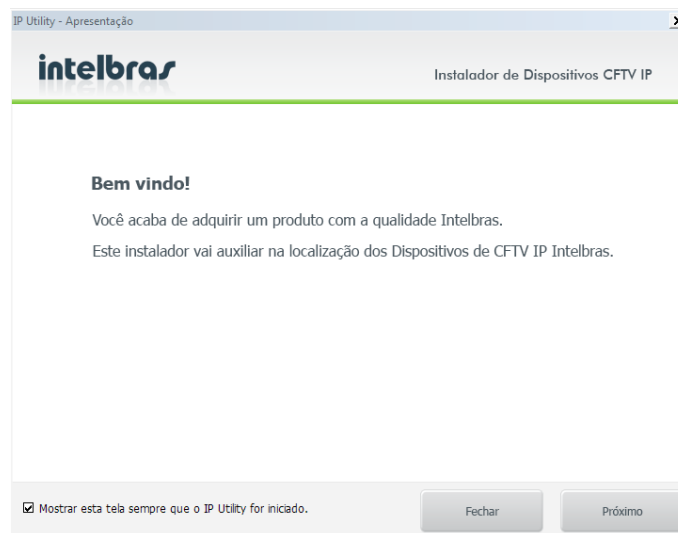 IP Utility - Apresentação
intelbras
Instalador de Dispositivos CFTV IP
Bem vindo!
Você acaba de adquirir um produto com a qualidade Intelbras.
Este instalador vai auxiliar na localização dos Dispositivos de CFTV IP Intelbras.
Mostrar esta tela sempre que o IP Utility for iniciado.
Fechar
Próximo